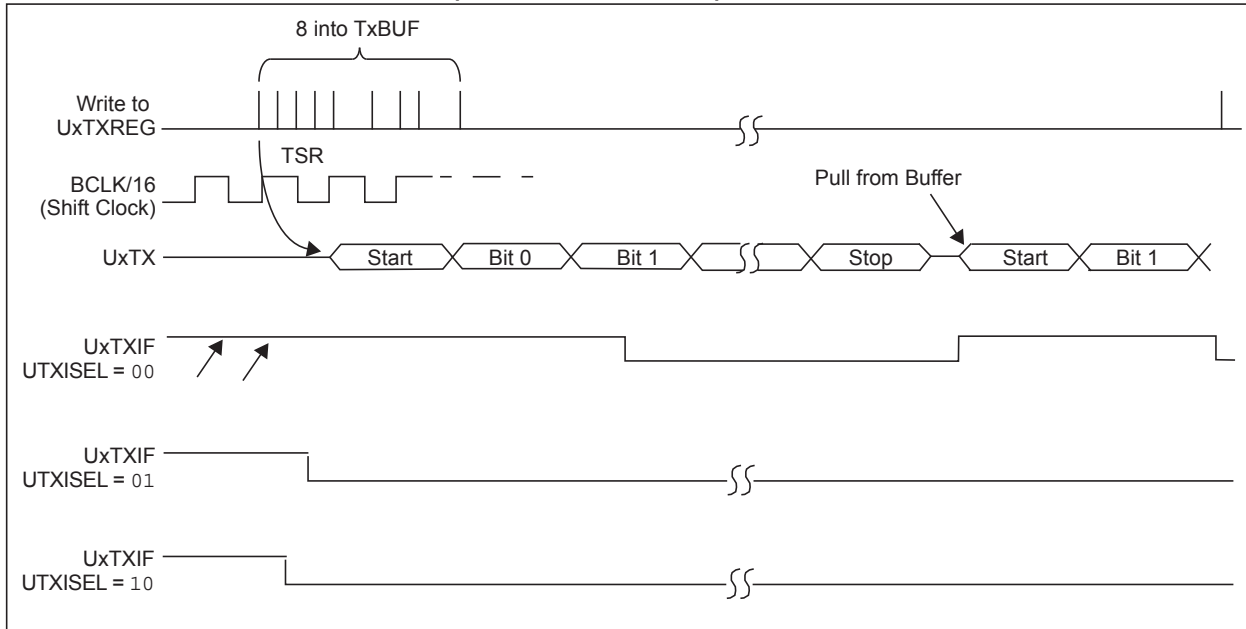 8 into TxBUF
Write to
UxTXREG
TSR
BCLK/16
(Shift Clock)
Pull from Buffer
UxTX
Start
Bit 0
Bit 1
Stop
Start
Bit 1
UxTXIF
UTXISEL = 00
UxTXIF
UTXISEL = 01
UxTXIF
UTXISEL = 10